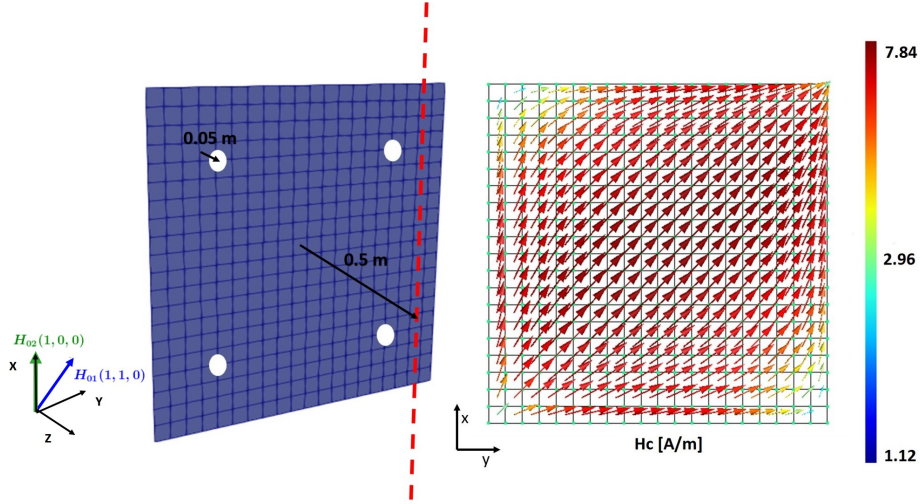 0.05 m
0.5 m
H₀₂(1, 0, 0)
X
H₀₁(1, 1, 0)
Y
Z
7.84
2.96
1.12
x
y
Hc [A/m]